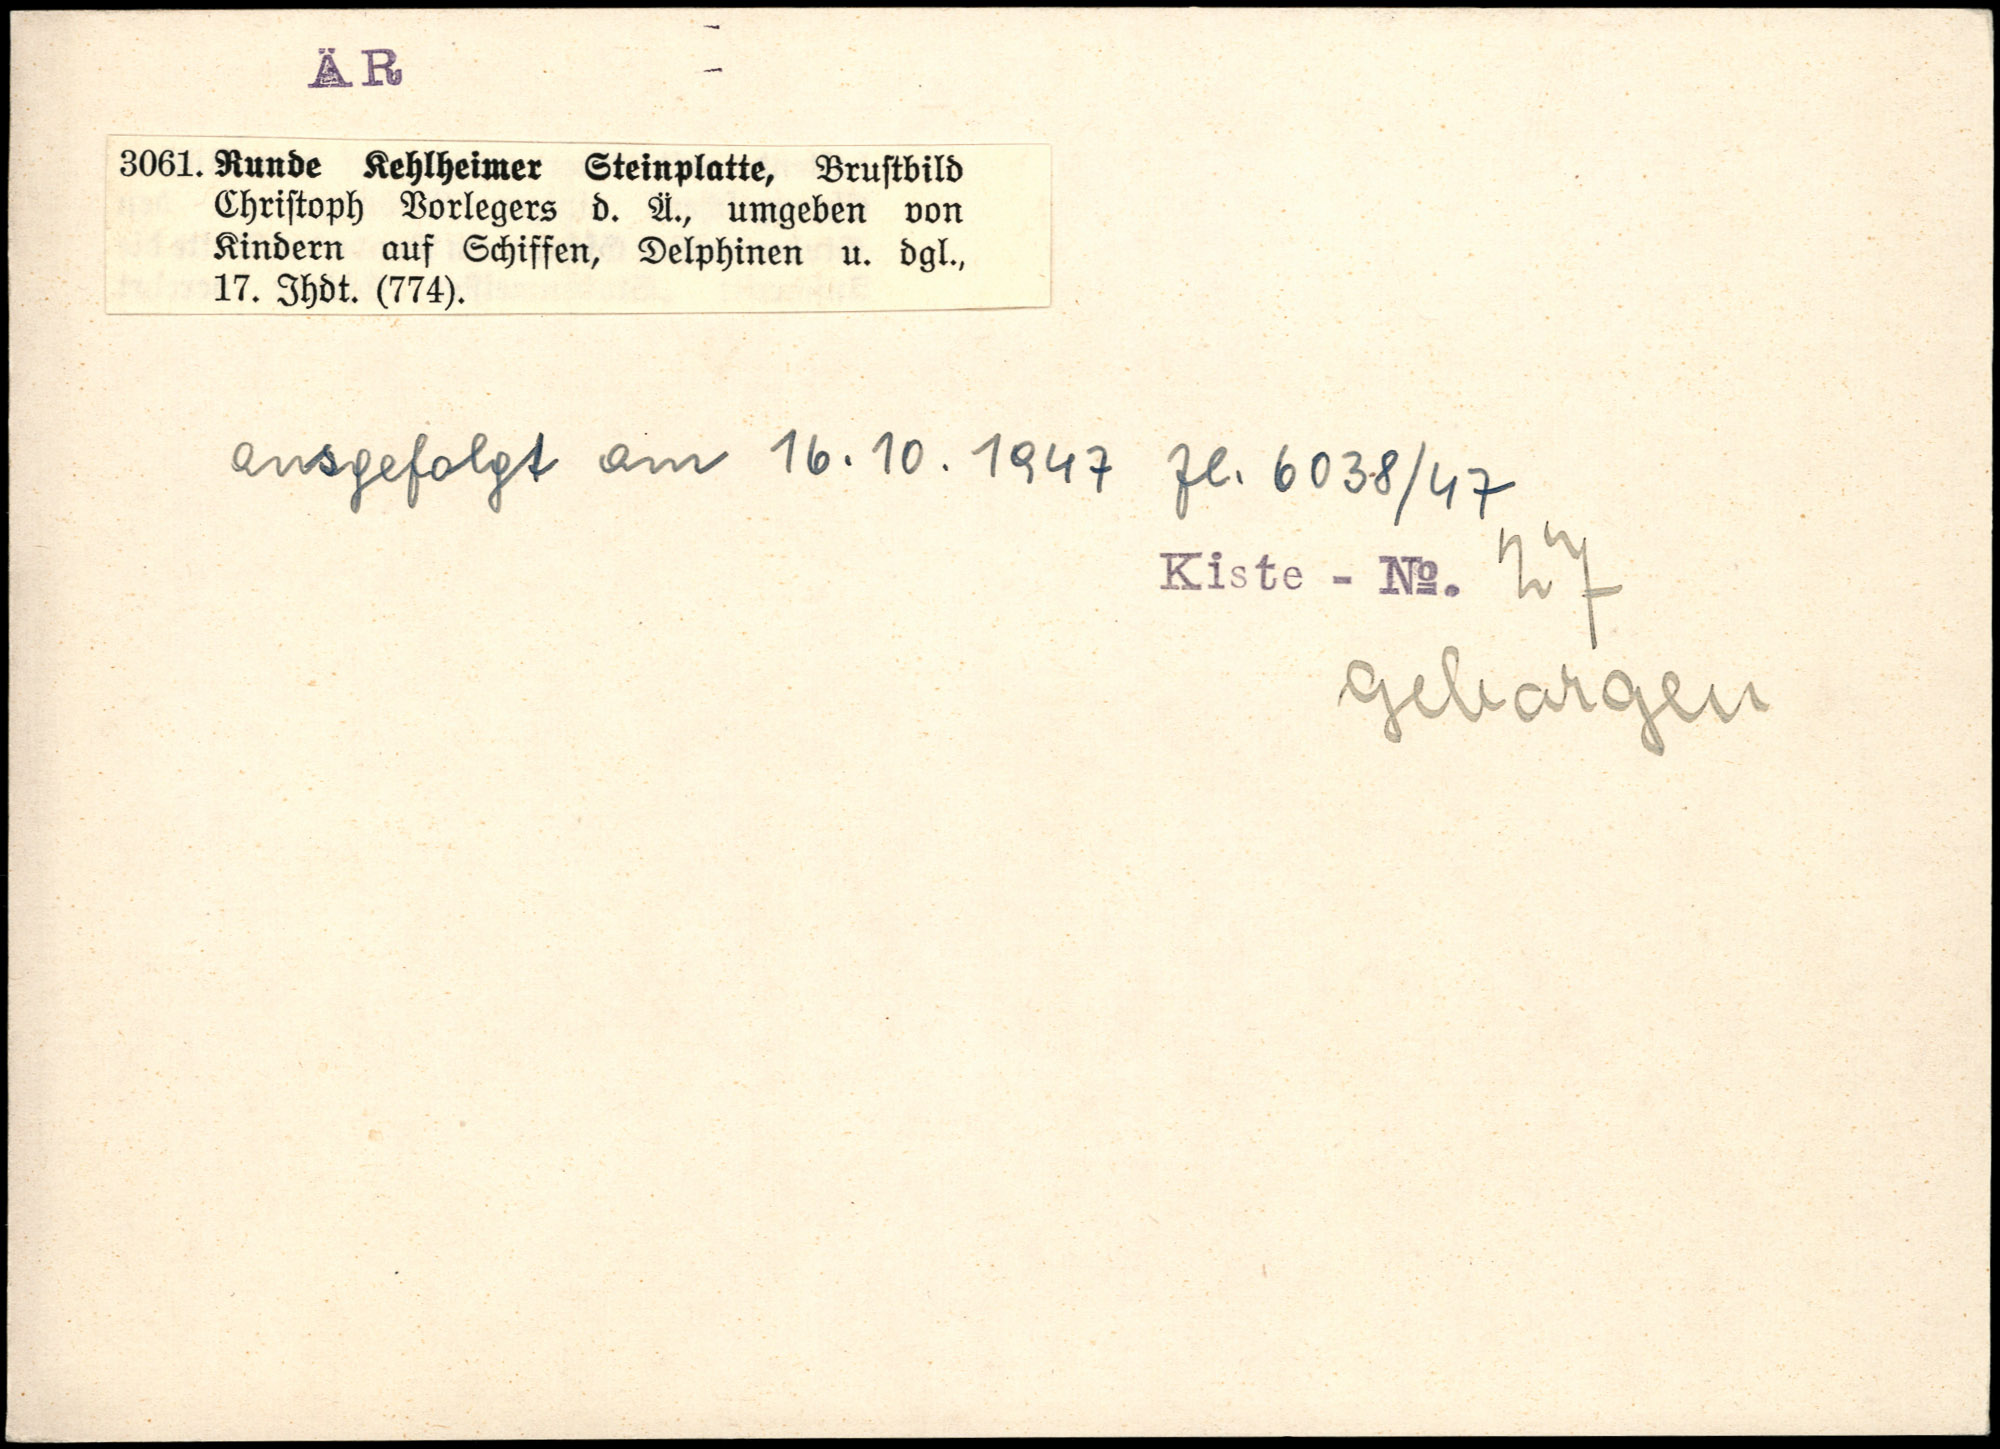 ÄR
3061. Runde Kehlheimer Steinplatte, Brustbild
Christoph Vorlegers d. Ä., umgeben von
Kindern auf Schiffen, Delphinen u. dgl.,
17. Jhdt. (774).
ausgefolgt am 16. 10. 1947 Zl. 6038/47
Kiste - No. 27
geborgen